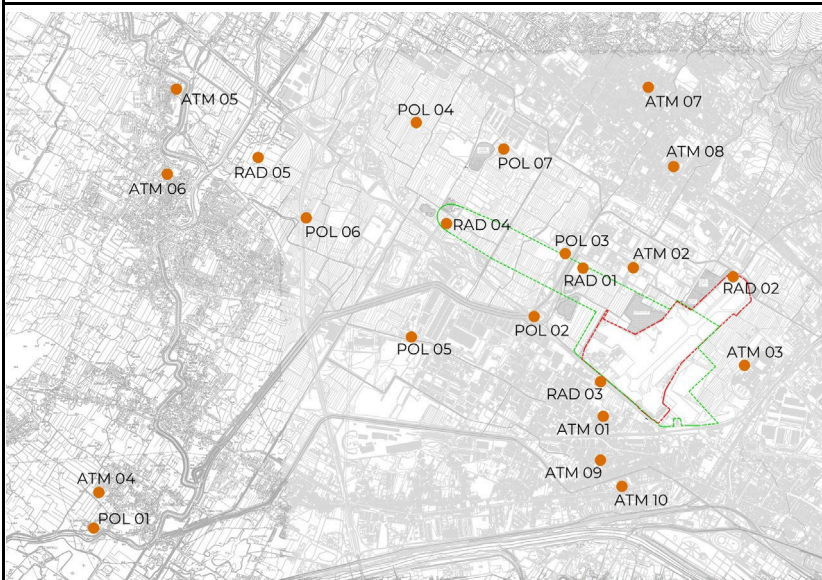 ATM 05
ATM 07
POL 04
ATM 08
POL 07
RAD 05
ATM 06
POL 06
RAD 04
POL 03
ATM 02
RAD 01
RAD 02
POL 02
POL 05
ATM 03
RAD 03
ATM 01
ATM 09
ATM 04
ATM 10
POL 01